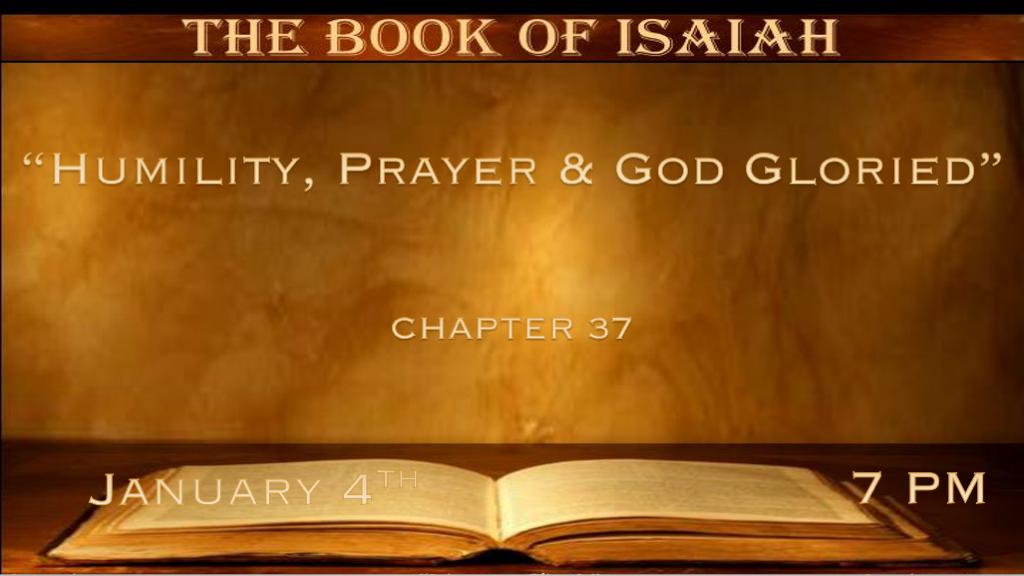 THE BOOK OF ISAIAH
“HUMILITY, PRAYER & GOD GLORIED”
CHAPTER 37
JANUARY 4TH 7 PM